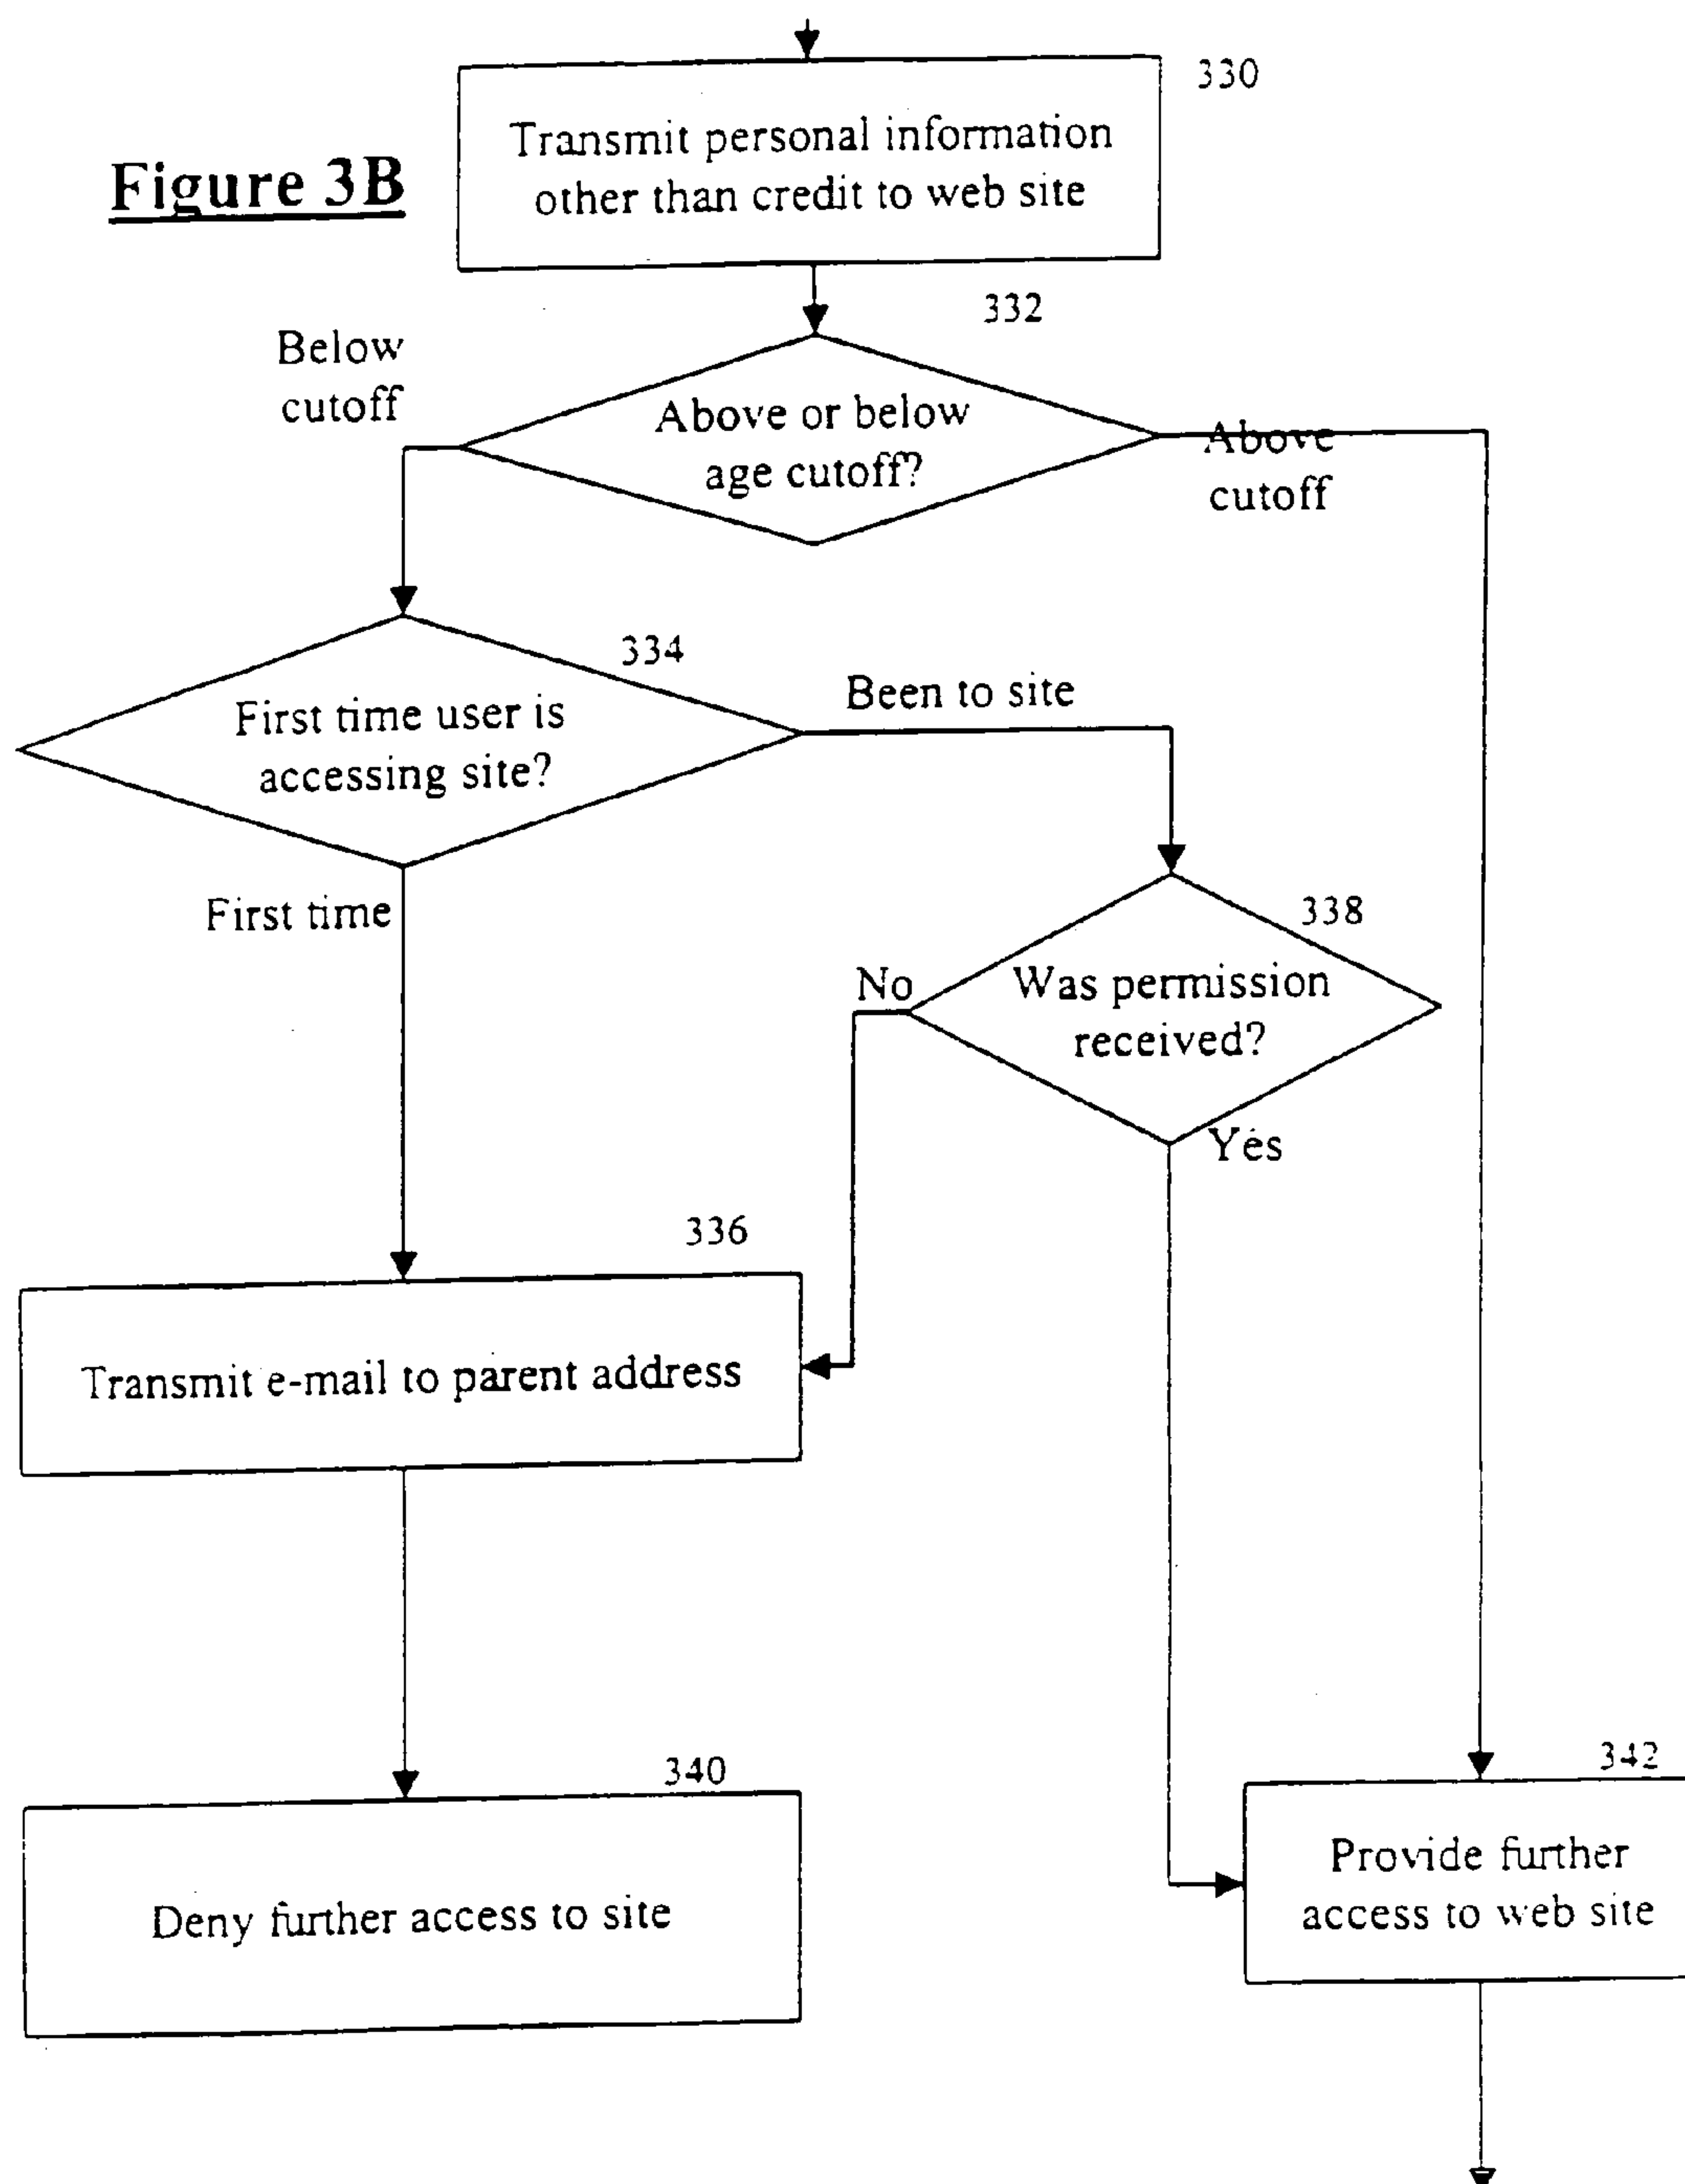 330
Transmit personal information
other than credit to web site
Figure 3B
332
Below
cutoff
Above or below
age cutoff?
Above
cutoff
334
First time user is
accessing site?
Been to site
First time
338
No
Was permission
received?
Yes
336
Transmit e-mail to parent address
340
Deny further access to site
342
Provide further
access to web site